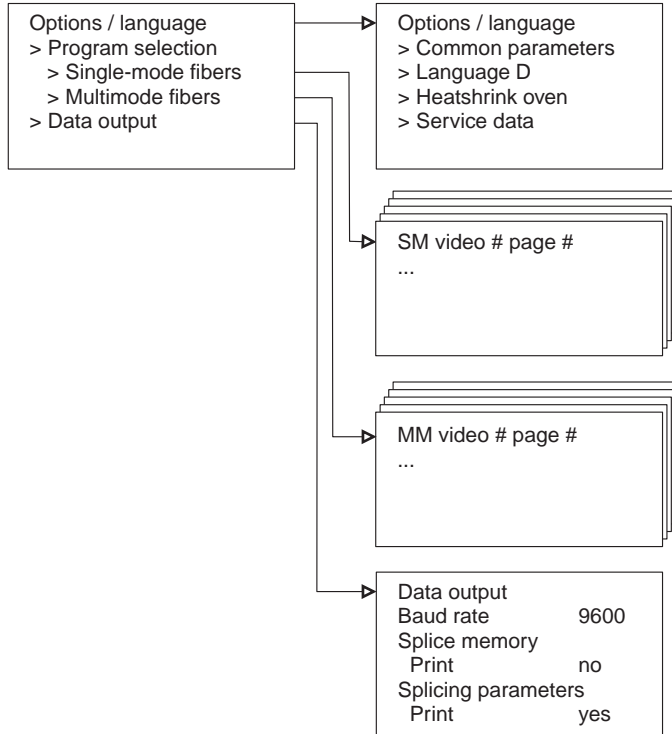 Options / language
> Program selection
> Single-mode fibers
> Multimode fibers
> Data output
Options / language
> Common parameters
> Language D
> Heatshrink oven
> Service data
SM video # page #
...
MM video # page #
...
Data output
Baud rate 9600
Splice memory
Print no
Splicing parameters
Print yes